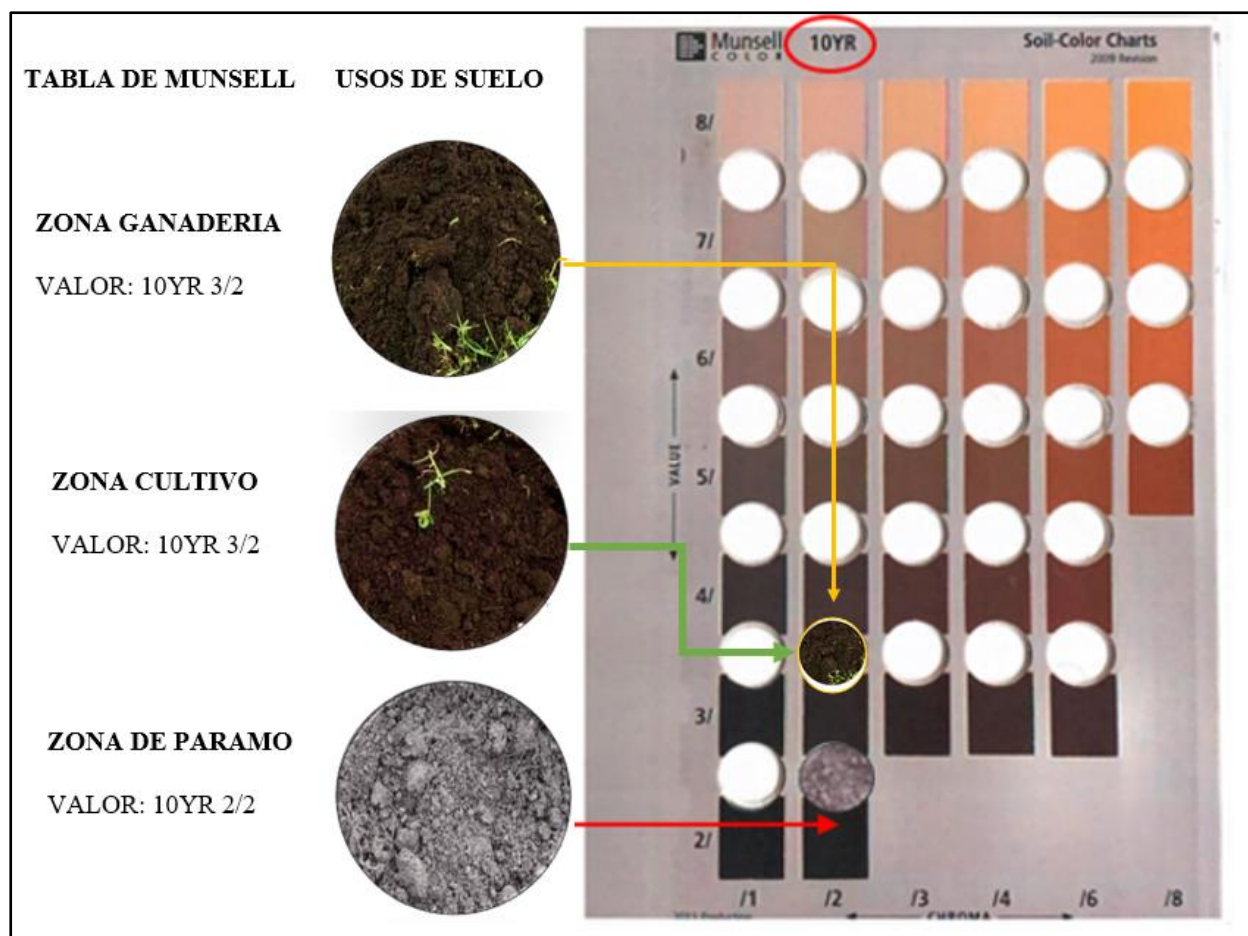 TABLA DE MUNSELL
USOS DE SUELO
ZONA GANADERIA
VALOR: 10YR 3/2
ZONA CULTIVO
VALOR: 10YR 3/2
ZONA DE PARAMO
VALOR: 10YR 2/2
Munsell
COLOR
10YR
Soil-Color Charts
2009 Revision
8/
7/
6/
5/
4/
3/
2/
VALUE
/1 /2 /3 /4 /6 /8
CHROMA